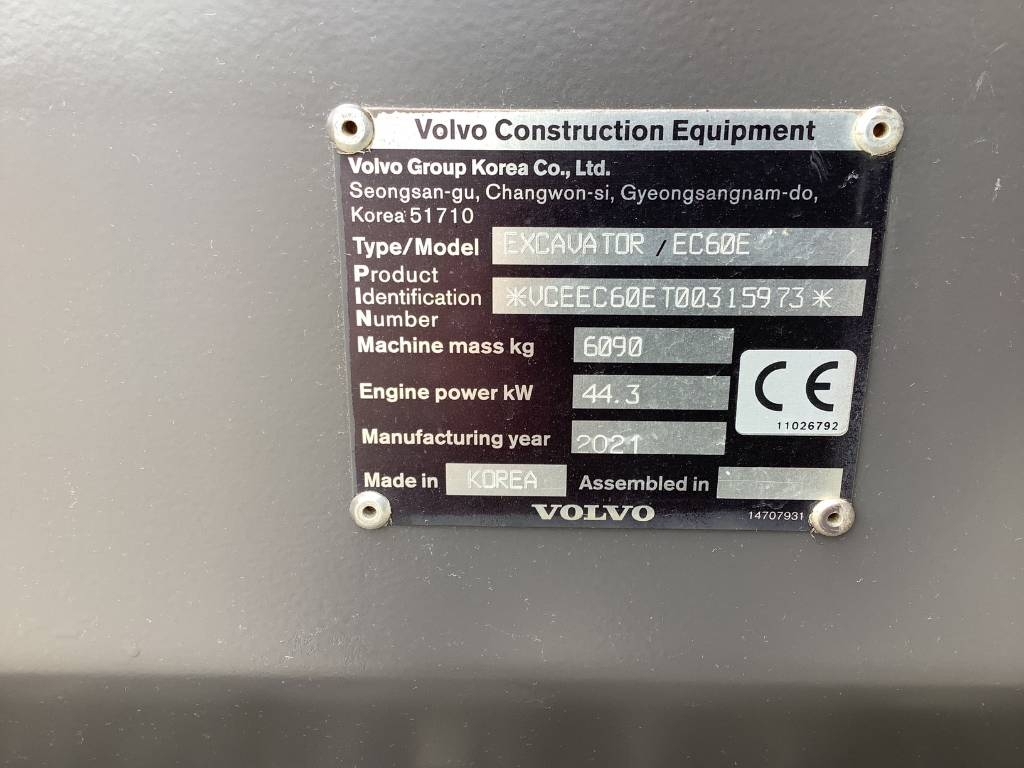 Volvo Construction Equipment
Volvo Group Korea Co., Ltd.
Seongsan-gu, Changwon-si, Gyeongsangnam-do,
Korea 51710
Type/Model EXCAVATOR / EC60E
Product
Identification *VCEEC60ET00315973*
Number
Machine mass kg 6090
Engine power kW 44.3
CE
11026792
Manufacturing year 2021
Made in KOREA Assembled in
VOLVO 14707931